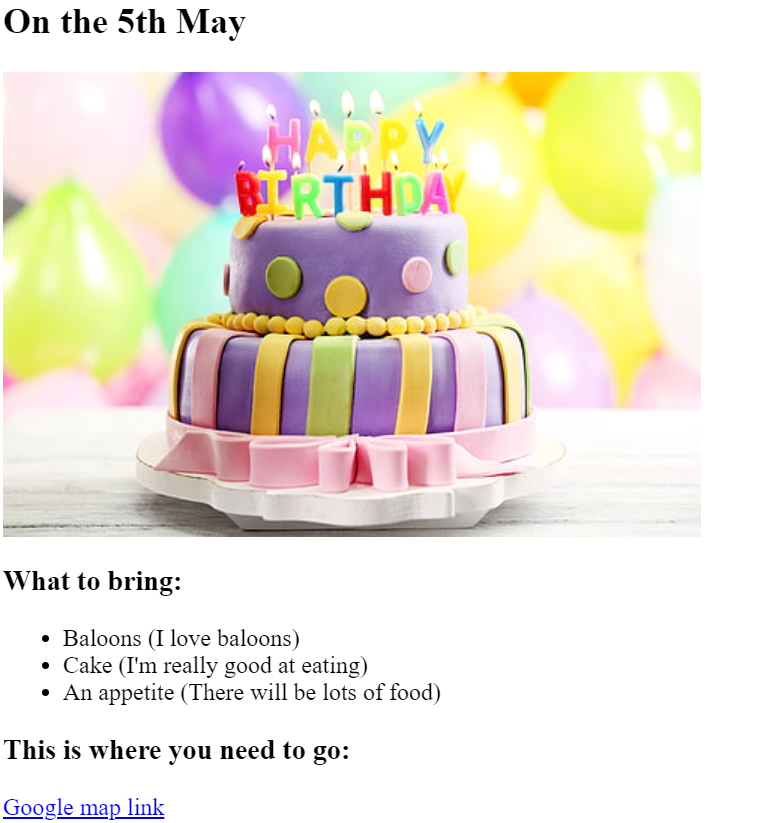 On the 5th May
HAPPY
BIRTHDAY
What to bring:
Baloons (I love baloons)
Cake (I'm really good at eating)
An appetite (There will be lots of food)
This is where you need to go:
Google map link